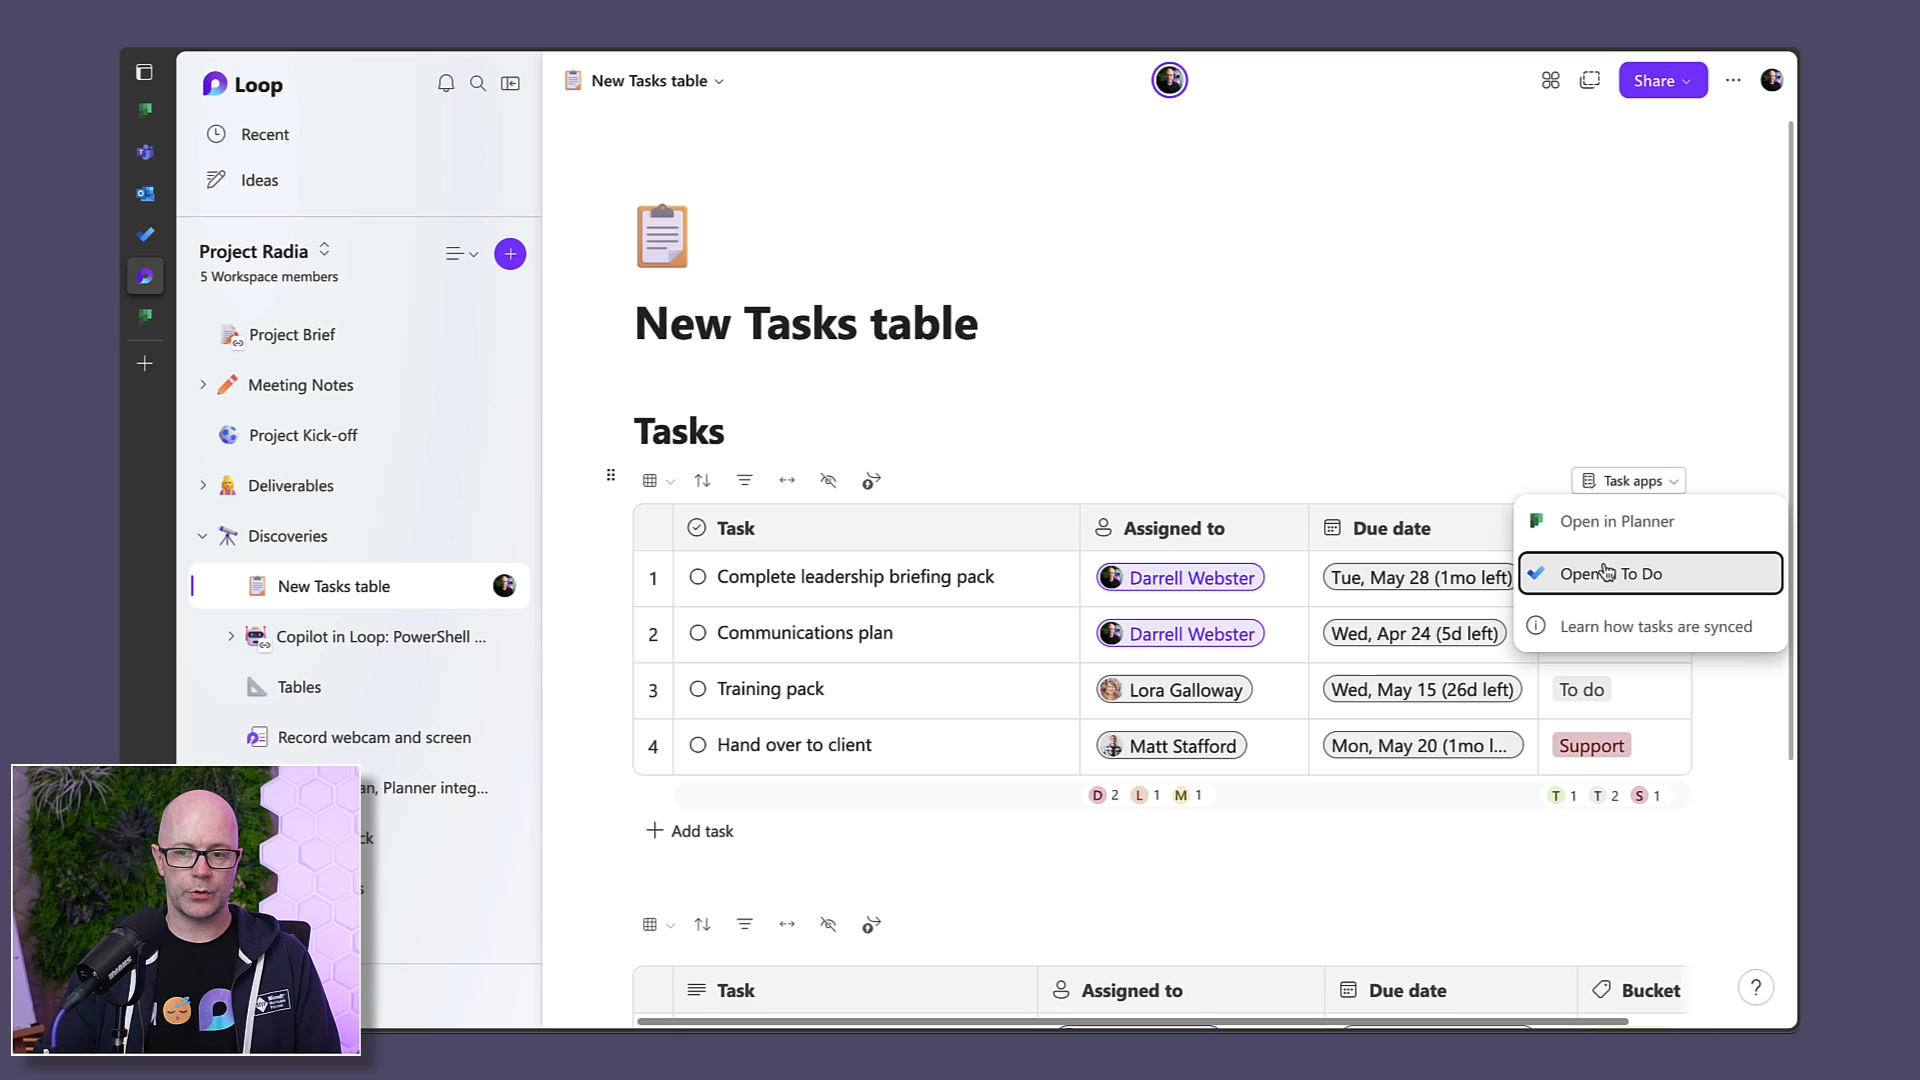 Loop
Recent
Ideas
Project Radia
5 Workspace members
Project Brief
Meeting Notes
Project Kick-off
Deliverables
Discoveries
New Tasks table
Copilot in Loop: PowerShell ...
Tables
Record webcam and screen
an, Planner integ...
New Tasks table
Share
New Tasks table
Tasks
Task apps
Open in Planner
Open To Do
Learn how tasks are synced
Task Assigned to Due date
1 Complete leadership briefing pack Darrell Webster Tue, May 28 (1mo left)
2 Communications plan Darrell Webster Wed, Apr 24 (5d left)
3 Training pack Lora Galloway Wed, May 15 (26d left) To do
4 Hand over to client Matt Stafford Mon, May 20 (1mo l... Support
D 2 L 1 M 1 T 1 T 2 S 1
Add task
Task Assigned to Due date Bucket
?